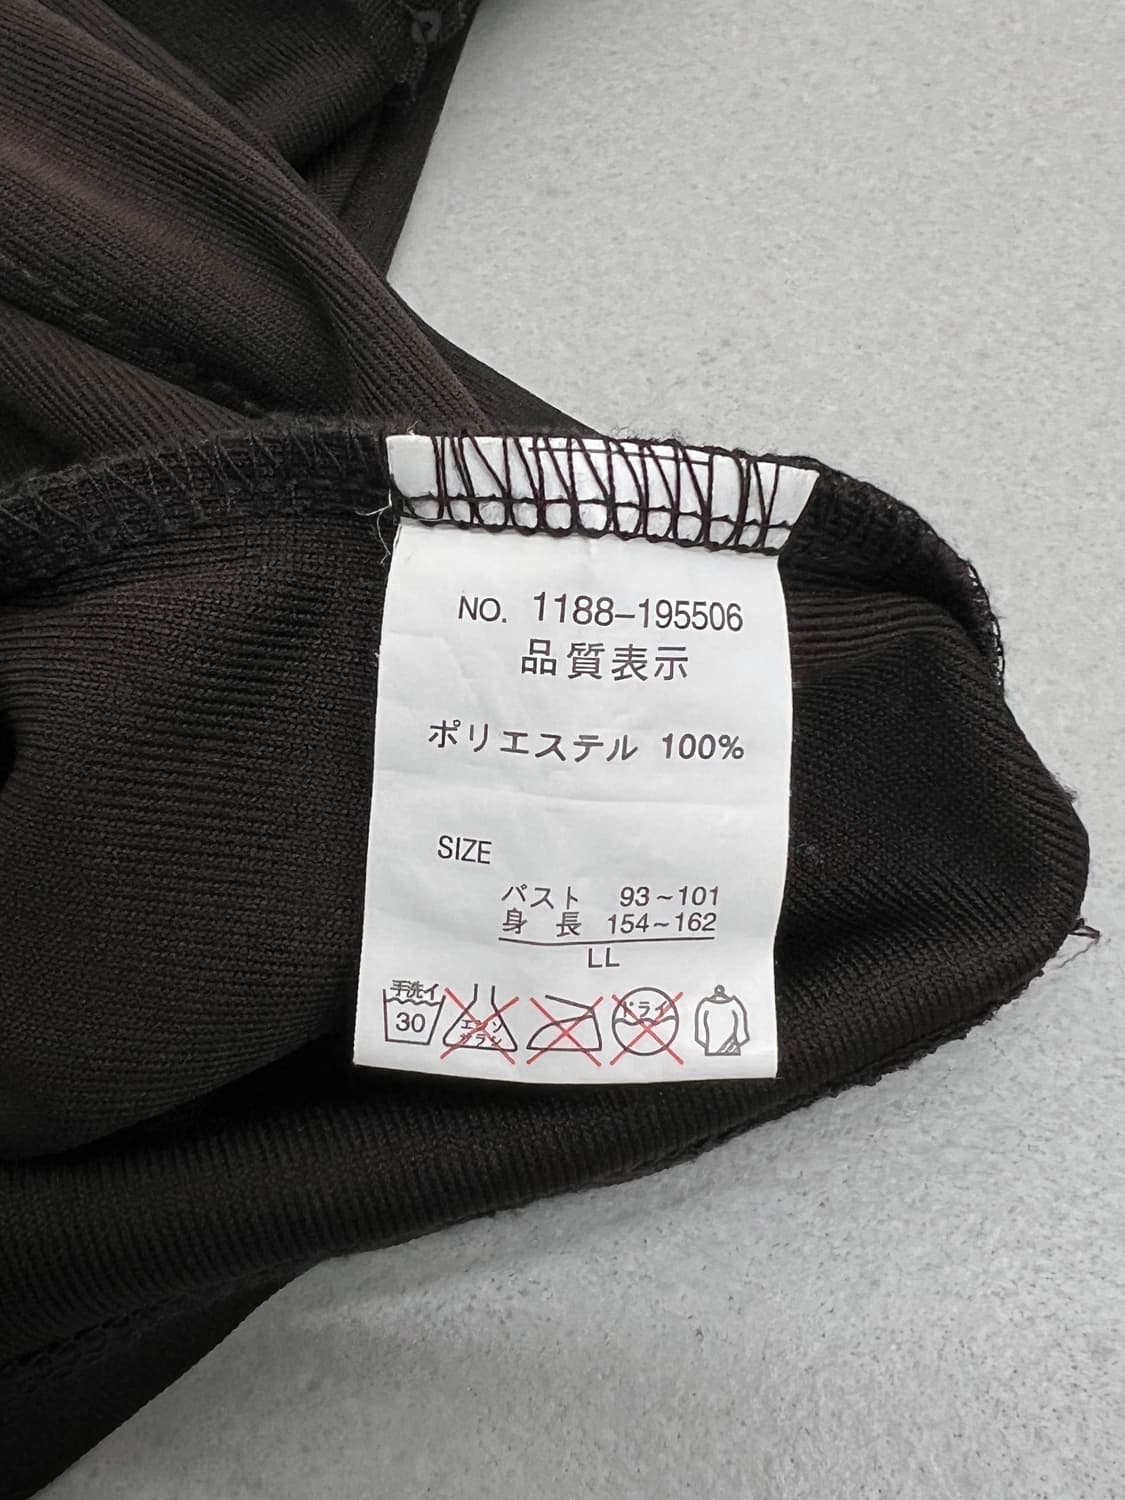 NO. 1188-195506
品質表示
ポリエステル 100%
SIZE
バスト 93~101
身長 154~162
LL
手洗イ
30
エンソ
サラシ
ドライ